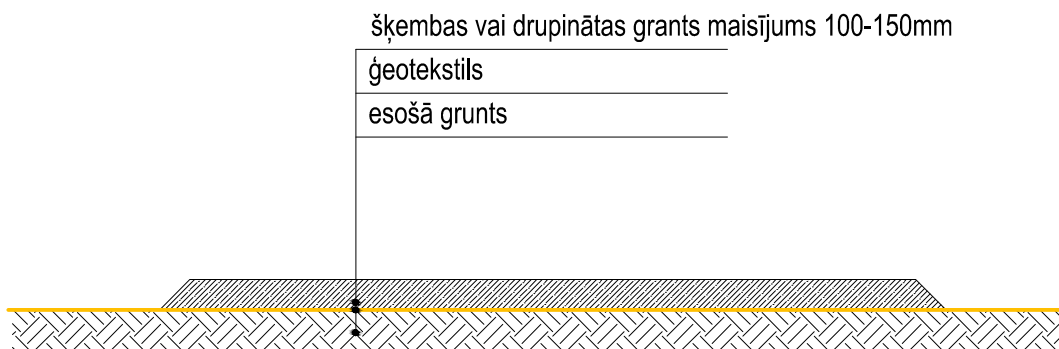 šķembas vai drupinātas grants maisījums 100-150mm
ģeotekstils
esošā grunts